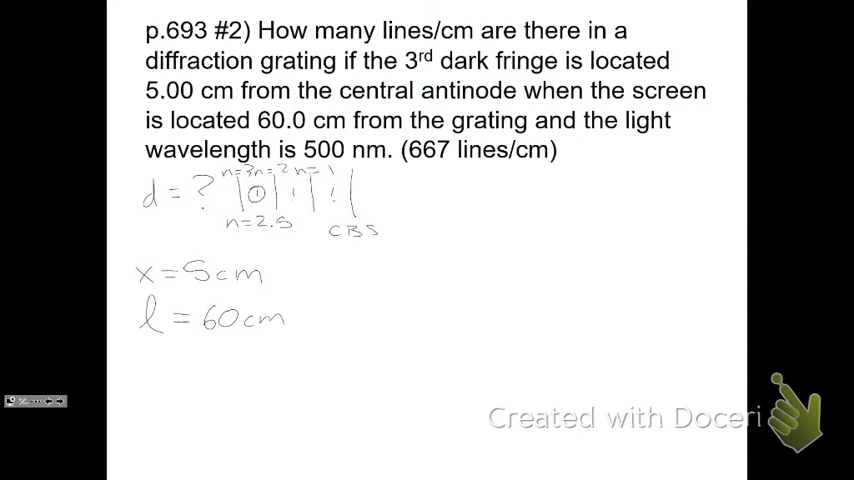 p.693 #2) How many lines/cm are there in a
diffraction grating if the 3rd dark fringe is located
5.00 cm from the central antinode when the screen
is located 60.0 cm from the grating and the light
wavelength is 500 nm. (667 lines/cm)
n=3 n=2 n=1
d = ?
n=2.5
CBS
x = 5cm
l = 60cm
Created with Doceri